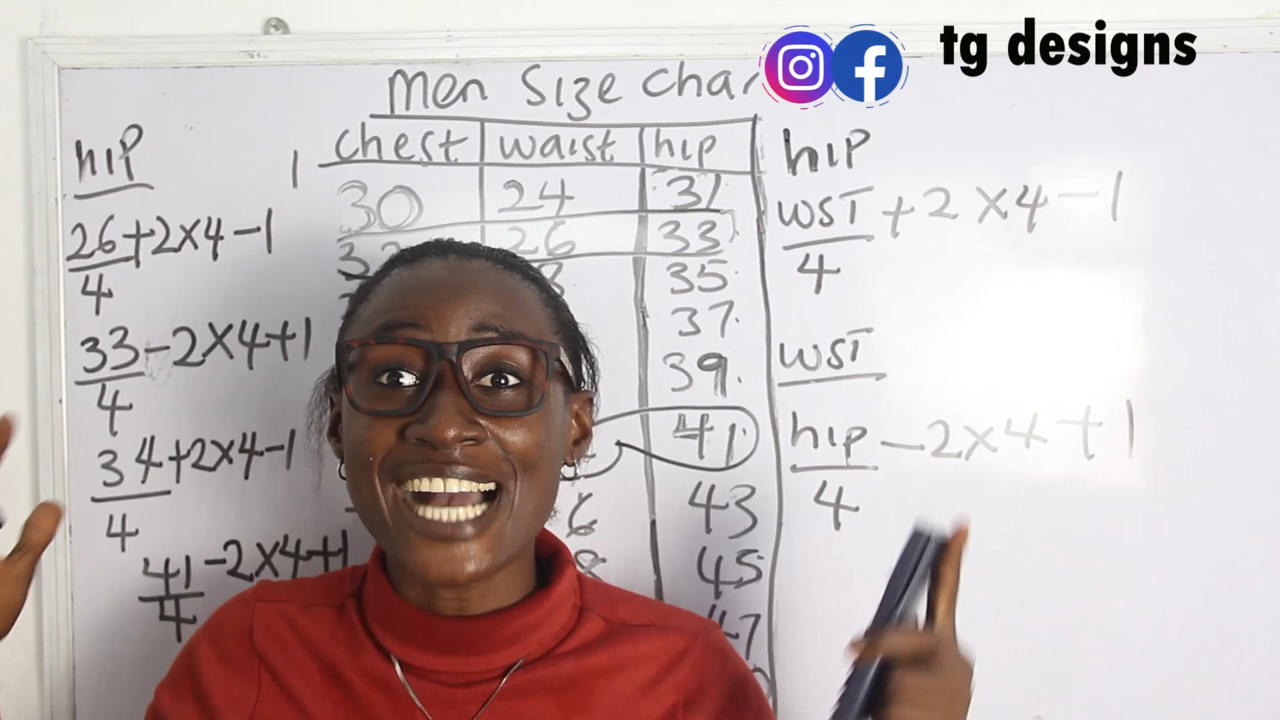 tg designs
Men Size Char
HIP
26+2x4-1
4
33-2x4+1
4
34+2x4-1
4
41-2x4+1
4
1
chest waist hip
30 24 31
26 33
35
37.
39.
41
43
45
47
HIP
WST+2x4-1
4
WST
hip-2x4+1
4